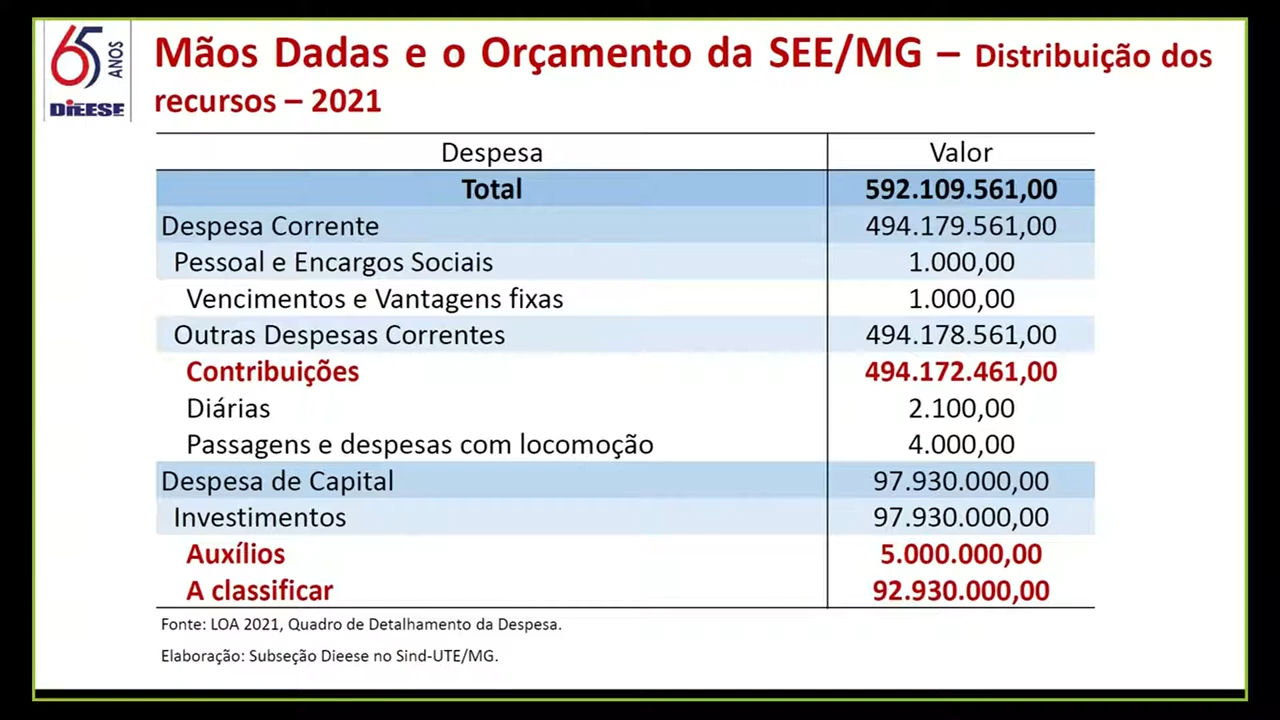 65 ANOS
DIEESE
Mãos Dadas e o Orçamento da SEE/MG – Distribuição dos
recursos – 2021
Despesa Valor
Total 592.109.561,00
Despesa Corrente 494.179.561,00
Pessoal e Encargos Sociais 1.000,00
Vencimentos e Vantagens fixas 1.000,00
Outras Despesas Correntes 494.178.561,00
Contribuições 494.172.461,00
Diárias 2.100,00
Passagens e despesas com locomoção 4.000,00
Despesa de Capital 97.930.000,00
Investimentos 97.930.000,00
Auxílios 5.000.000,00
A classificar 92.930.000,00
Fonte: LOA 2021, Quadro de Detalhamento da Despesa.
Elaboração: Subseção Dieese no Sind-UTE/MG.